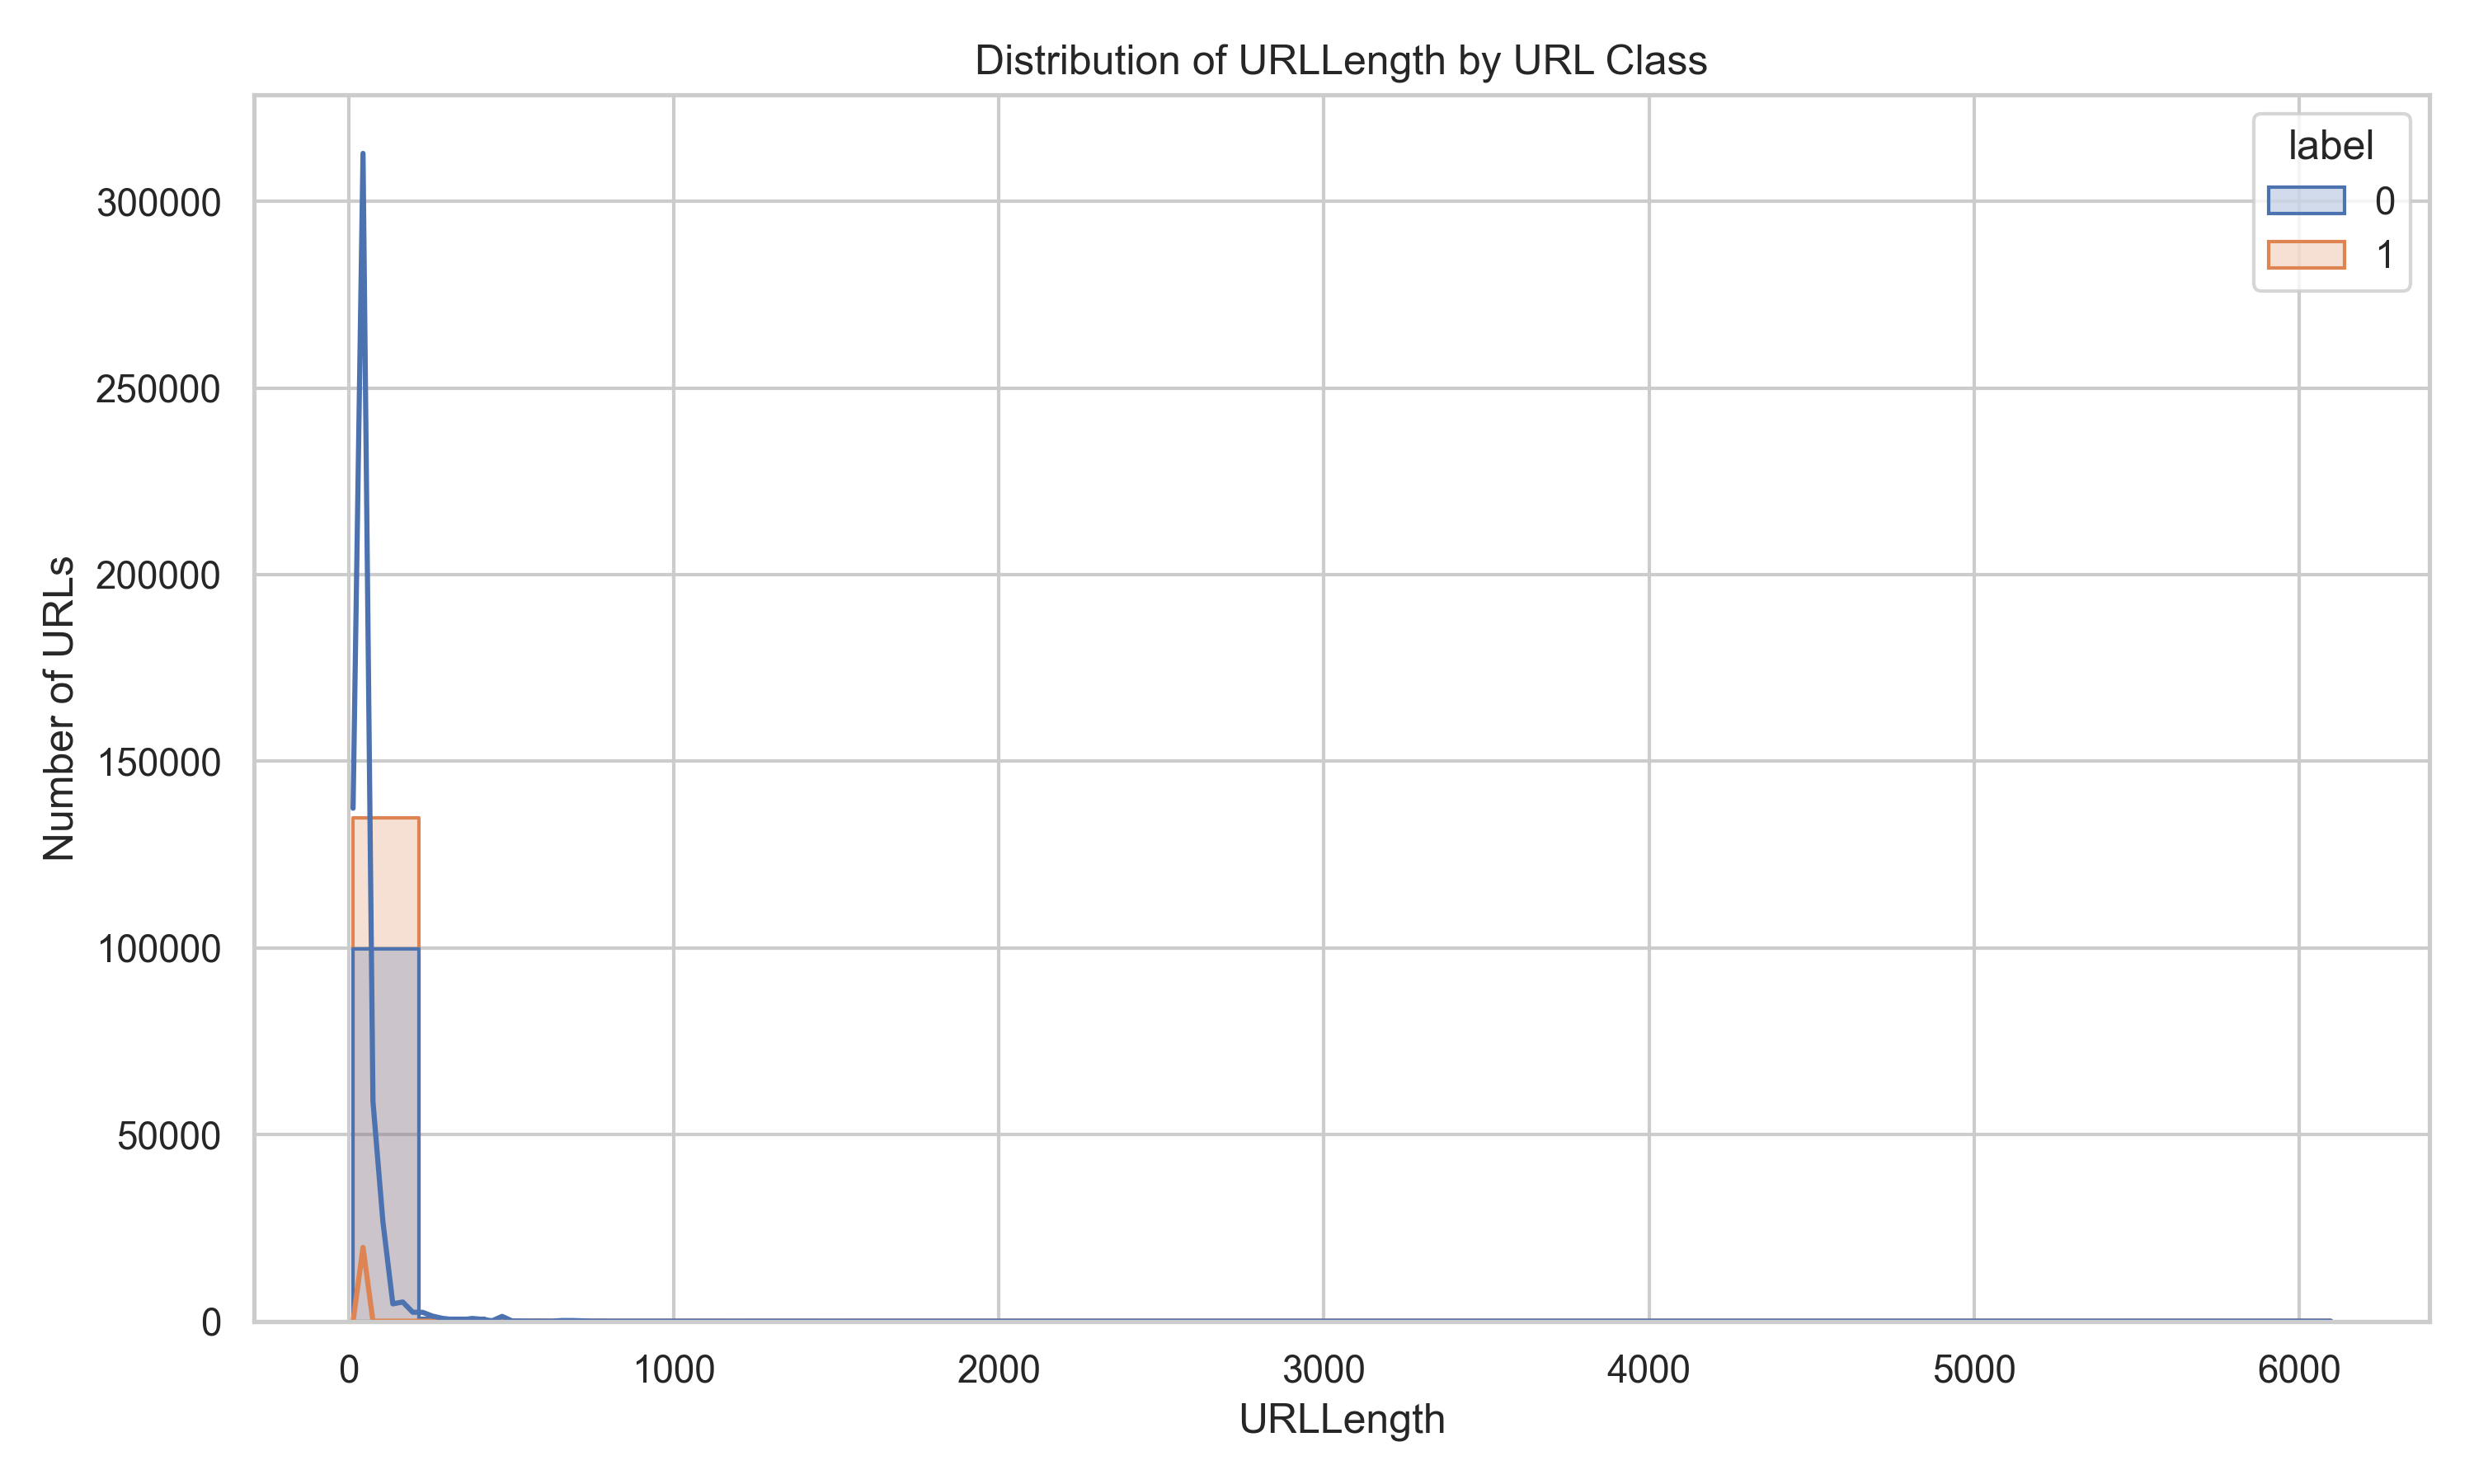 Distribution of URLLength by URL Class
label
0
1
300000
250000
200000
150000
100000
50000
0
Number of URLs
0 1000 2000 3000 4000 5000 6000
URLLength